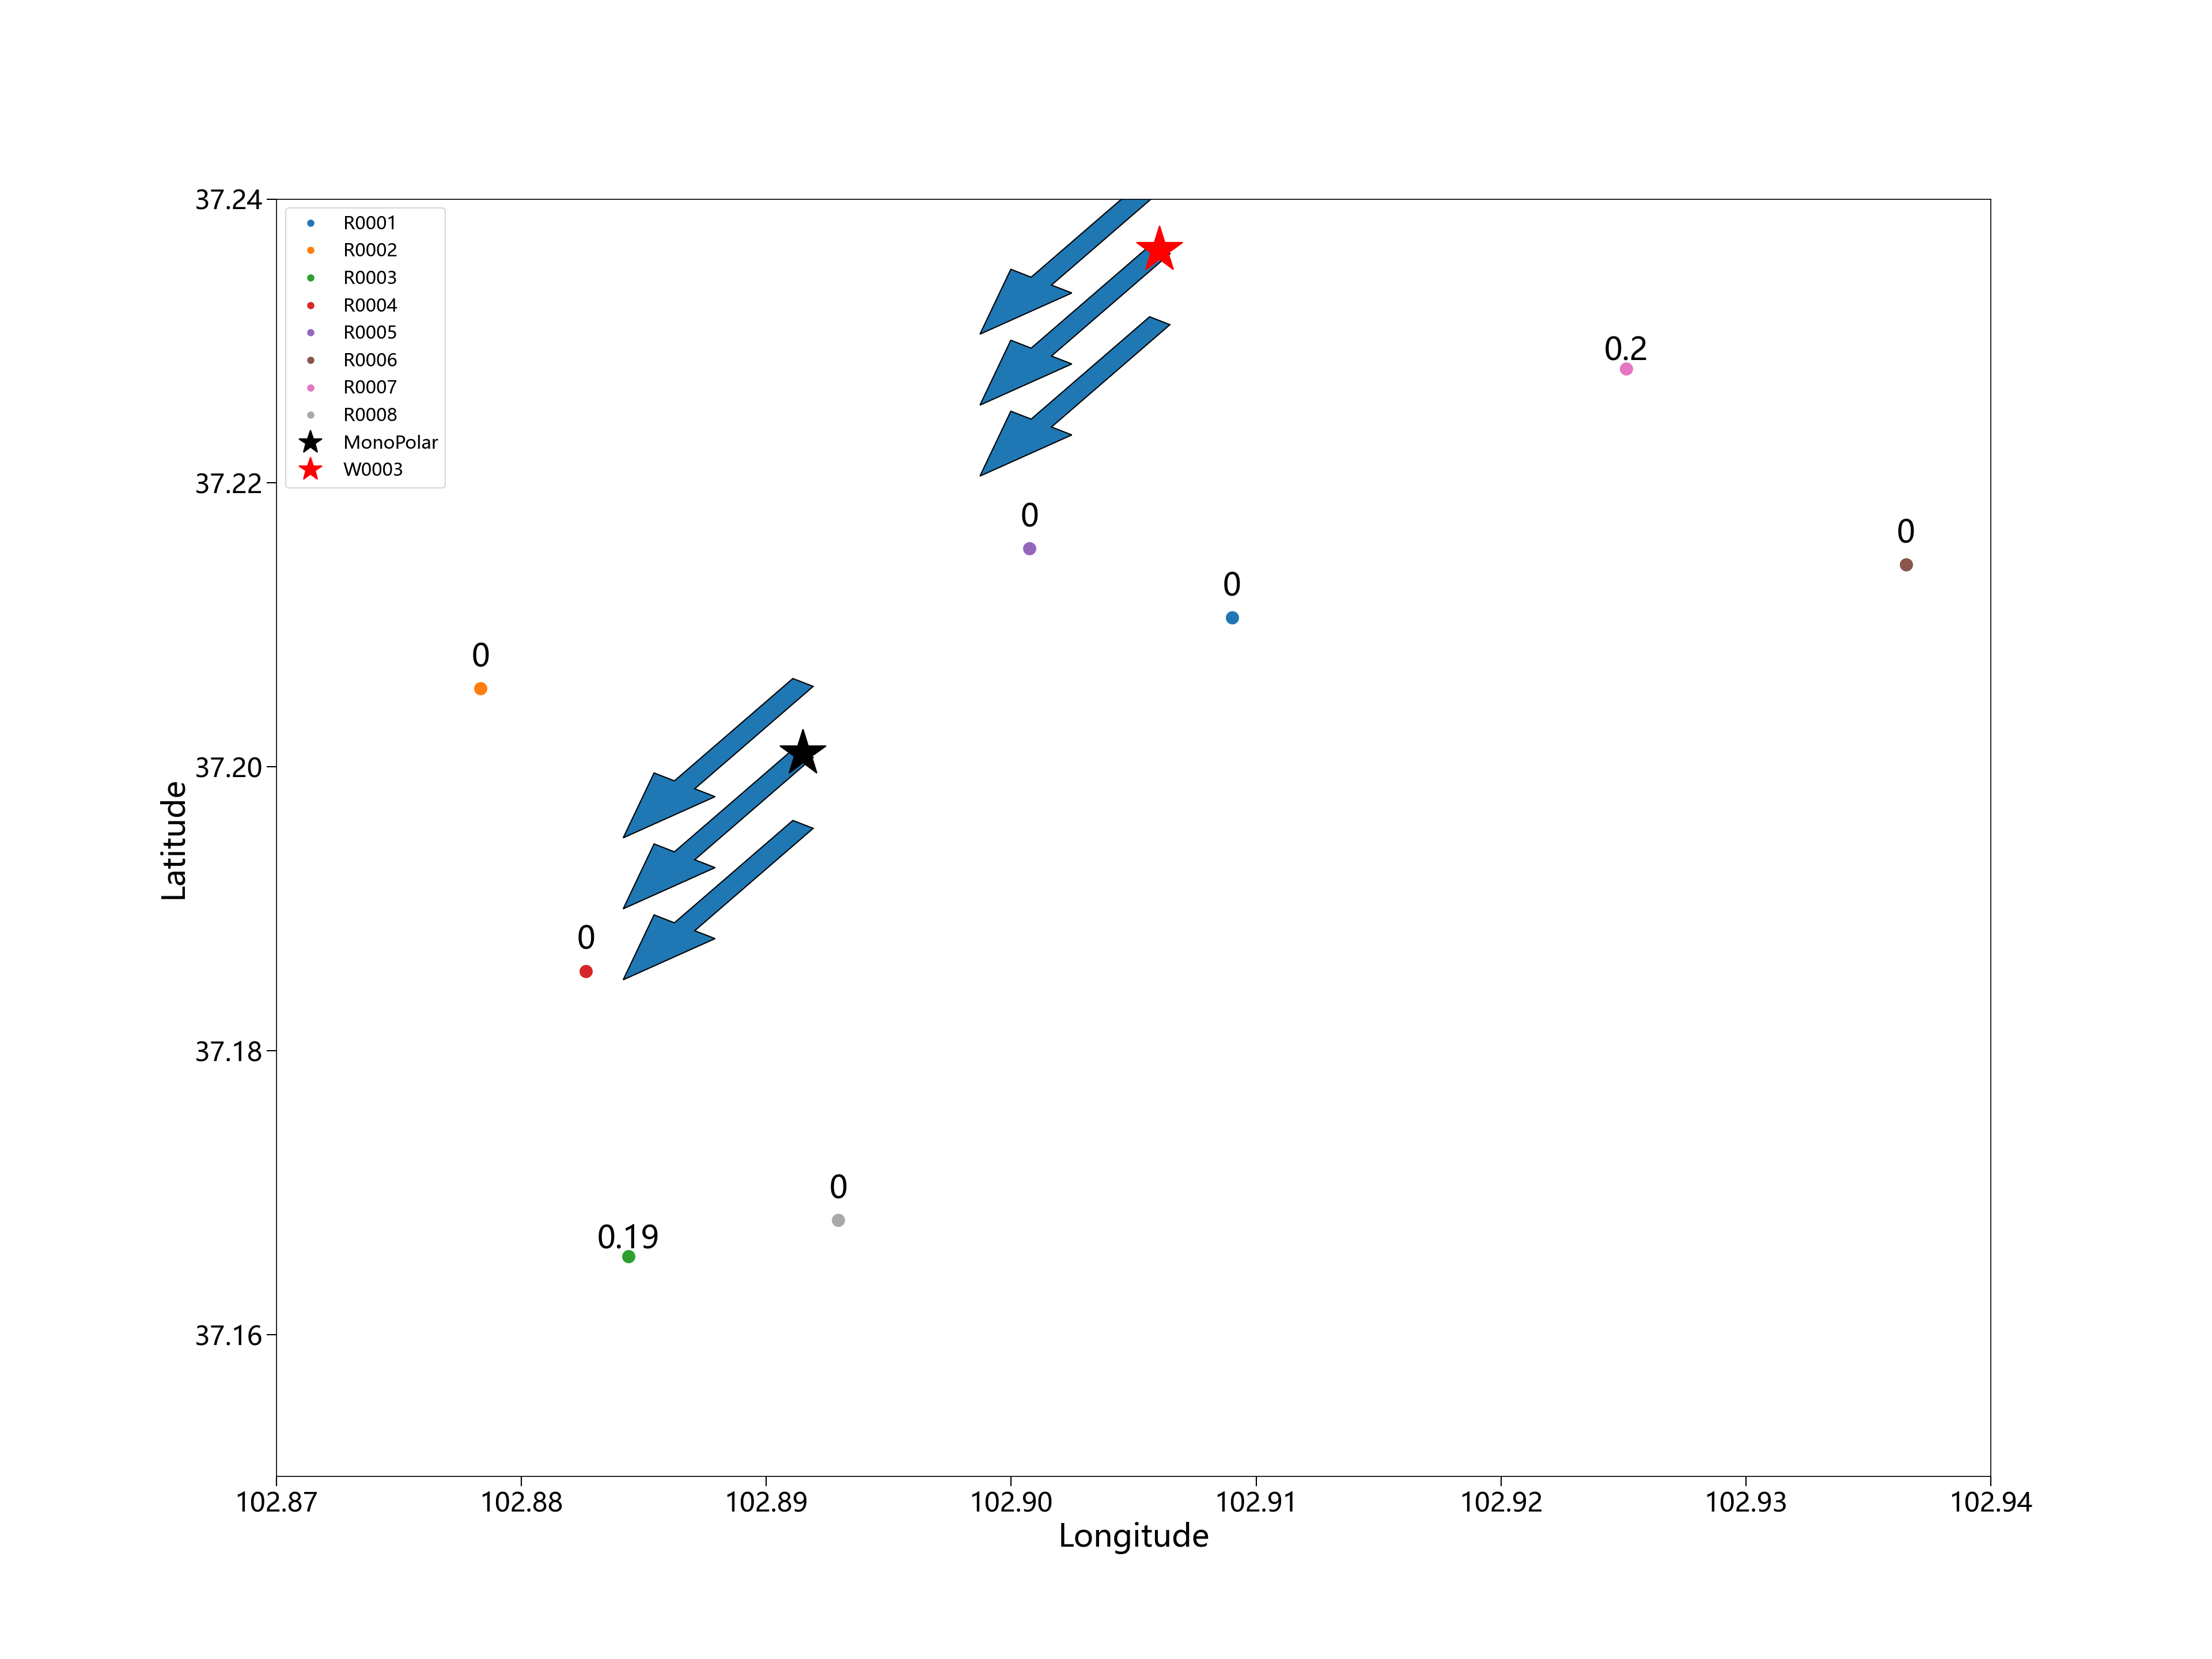 37.24
37.22
37.20
37.18
37.16
Latitude
R0001
R0002
R0003
R0004
R0005
R0006
R0007
R0008
MonoPolar
W0003
0.2
0
0
0
0
0
0
0.19
102.87
102.88
102.89
102.90
102.91
102.92
102.93
102.94
Longitude